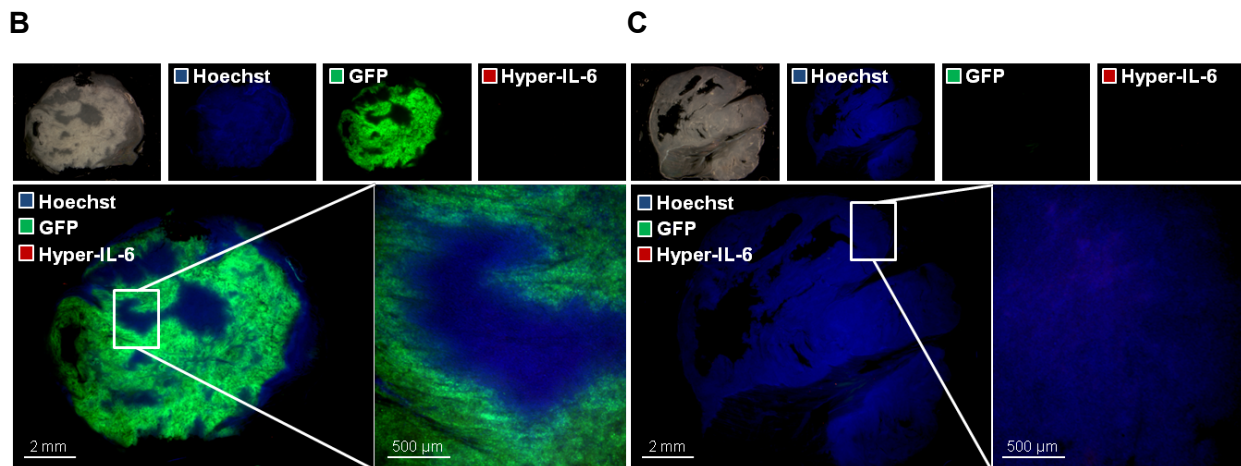 B
C
Hoechst
GFP
Hyper-IL-6
Hoechst
GFP
Hyper-IL-6
Hoechst
GFP
Hyper-IL-6
2 mm
500 µm
Hoechst
GFP
Hyper-IL-6
2 mm
500 µm